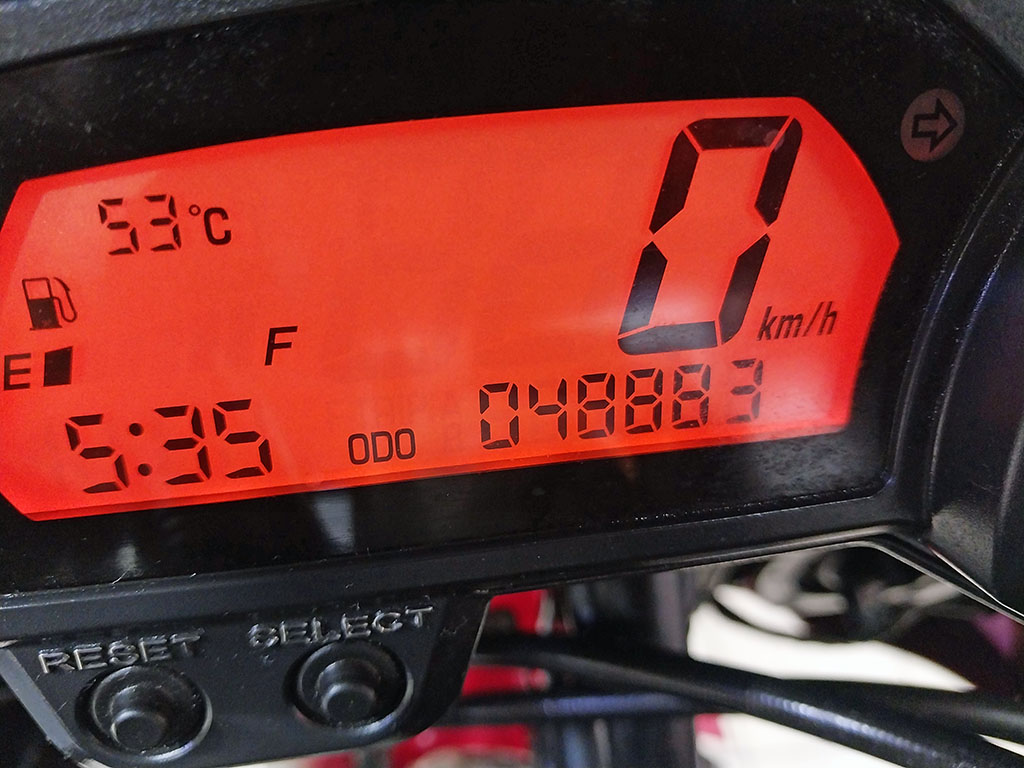 53°C
0 km/h
E F
5:35 ODO 048883
RESET SELECT